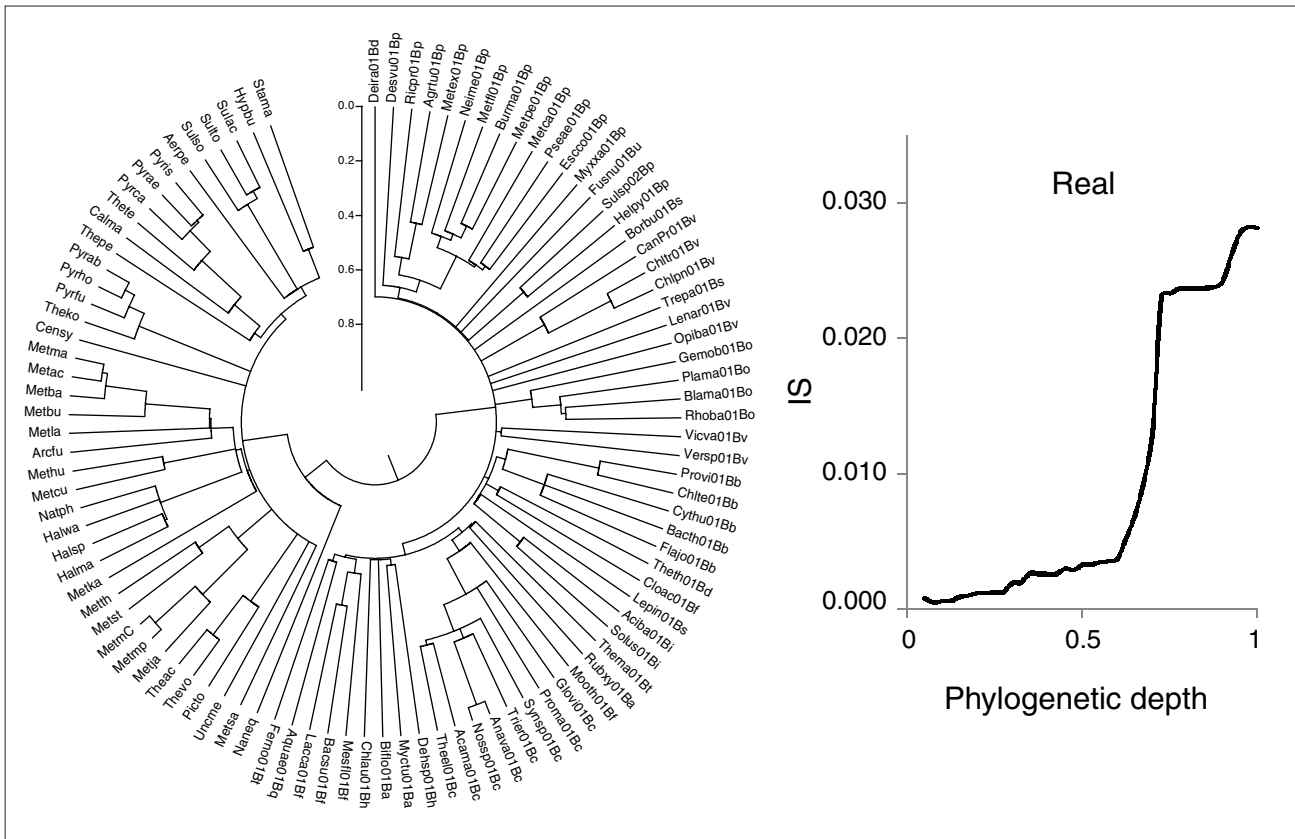 Deira01Bd
Desvu01Bp
Ricpr01Bp
Agrtu01Bp
Metex01Bp
Neime01Bp
Metfl01Bp
Burma01Bp
Metpe01Bp
Metca01Bp
Pseae01Bp
Escco01Bp
Myxxa01Bp
Fusnu01Bu
Sulsp02Bp
Helpy01Bp
Borbu01Bs
CanPr01Bv
Chltr01Bv
Chlpn01Bv
Trepa01Bs
Lenar01Bv
Opiba01Bv
Gemob01Bo
Plama01Bo
Blama01Bo
Rhoba01Bo
Vicva01Bv
Versp01Bv
Provi01Bb
Chlte01Bb
Cythu01Bb
Bacth01Bb
Flajo01Bb
Theth01Bd
Cloac01Bf
Lepin01Bs
Aciba01Bi
Solus01Bi
Thema01Bt
Rubxy01Ba
Mooth01Bf
Glovi01Bc
Proma01Bc
Synsp01Bc
Trier01Bc
Anava01Bc
Nossp01Bc
Acama01Bc
Theel01Bc
Dehsp01Bh
Myctu01Ba
Biflo01Ba
Chlau01Bh
Mesfl01Bf
Bacsu01Bf
Lacca01Bf
Aquae01Bq
Ferno01Bt
Naneq
Metsa
Uncme
Picto
Thevo
Theac
Metja
Metmp
MetmC
Metst
Metth
Metka
Halma
Halsp
Halwa
Natph
Metcu
Methu
Arcfu
Metla
Metbu
Metba
Metac
Metma
Censy
Theko
Pyrfu
Pyrho
Pyrab
Thepe
Calma
Thete
Pyrca
Pyrae
Pyris
Aerpe
Sulso
Sulto
Sulac
Hypbu
Stama
0.0
0.2
0.4
0.6
0.8
Real
IS
0.030
0.020
0.010
0.000
0
0.5
1
Phylogenetic depth